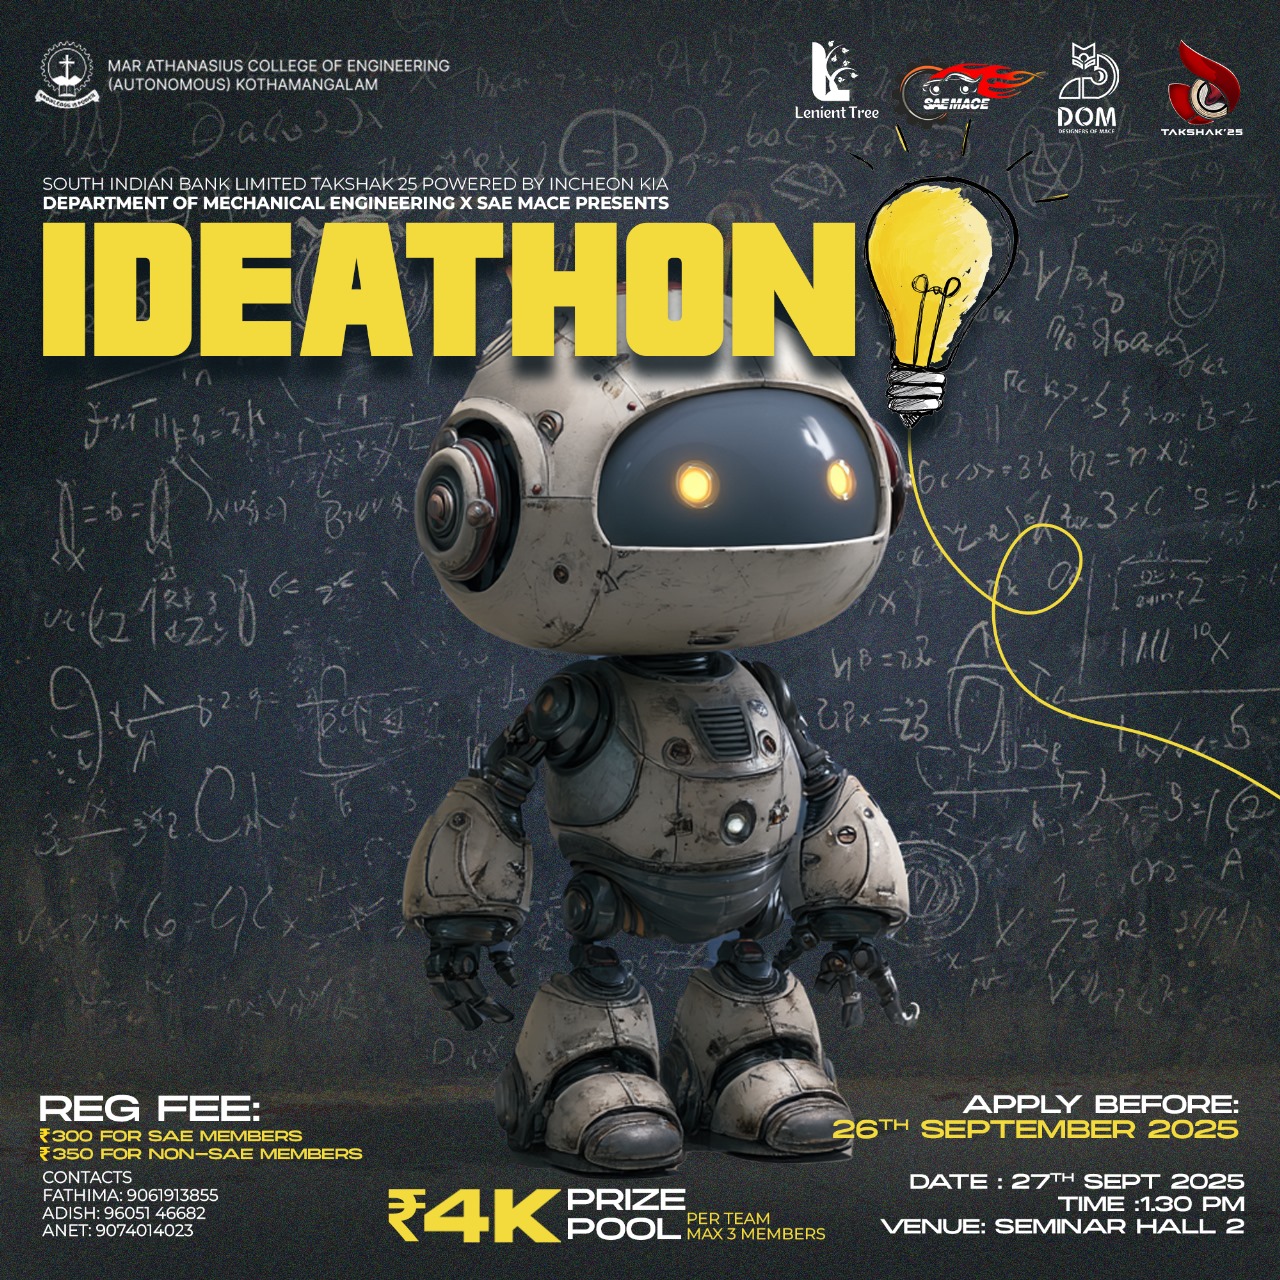 MAR ATHANASIUS COLLEGE OF ENGINEERING
(AUTONOMOUS) KOTHAMANGALAM
KNOWLEDGE IS POWER
Lenient Tree
SAEMACE
DOM
DESIGNERS OF MACE
TAKSHAK'25
SOUTH INDIAN BANK LIMITED TAKSHAK 25 POWERED BY INCHEON KIA
DEPARTMENT OF MECHANICAL ENGINEERING X SAE MACE PRESENTS
IDEATHON
REG FEE:
₹300 FOR SAE MEMBERS
₹350 FOR NON-SAE MEMBERS
CONTACTS
FATHIMA: 9061913855
ADISH: 96051 46682
ANET: 9074014023
₹4K PRIZE POOL
PER TEAM
MAX 3 MEMBERS
APPLY BEFORE:
26TH SEPTEMBER 2025
DATE : 27TH SEPT 2025
TIME :1.30 PM
VENUE: SEMINAR HALL 2